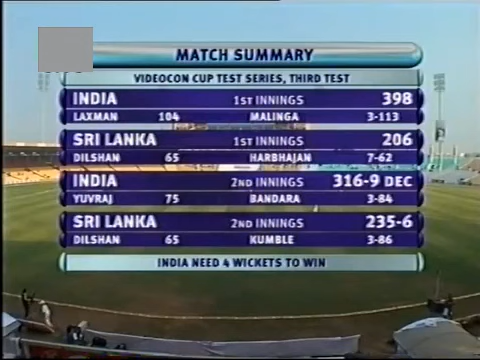 MATCH SUMMARY
VIDEOCON CUP TEST SERIES, THIRD TEST
INDIA 1ST INNINGS 398
LAXMAN 104 MALINGA 3-113
SRI LANKA 1ST INNINGS 206
DILSHAN 65 HARBHAJAN 7-62
INDIA 2ND INNINGS 316-9 DEC
YUVRAJ 75 BANDARA 3-84
SRI LANKA 2ND INNINGS 235-6
DILSHAN 65 KUMBLE 3-86
INDIA NEED 4 WICKETS TO WIN